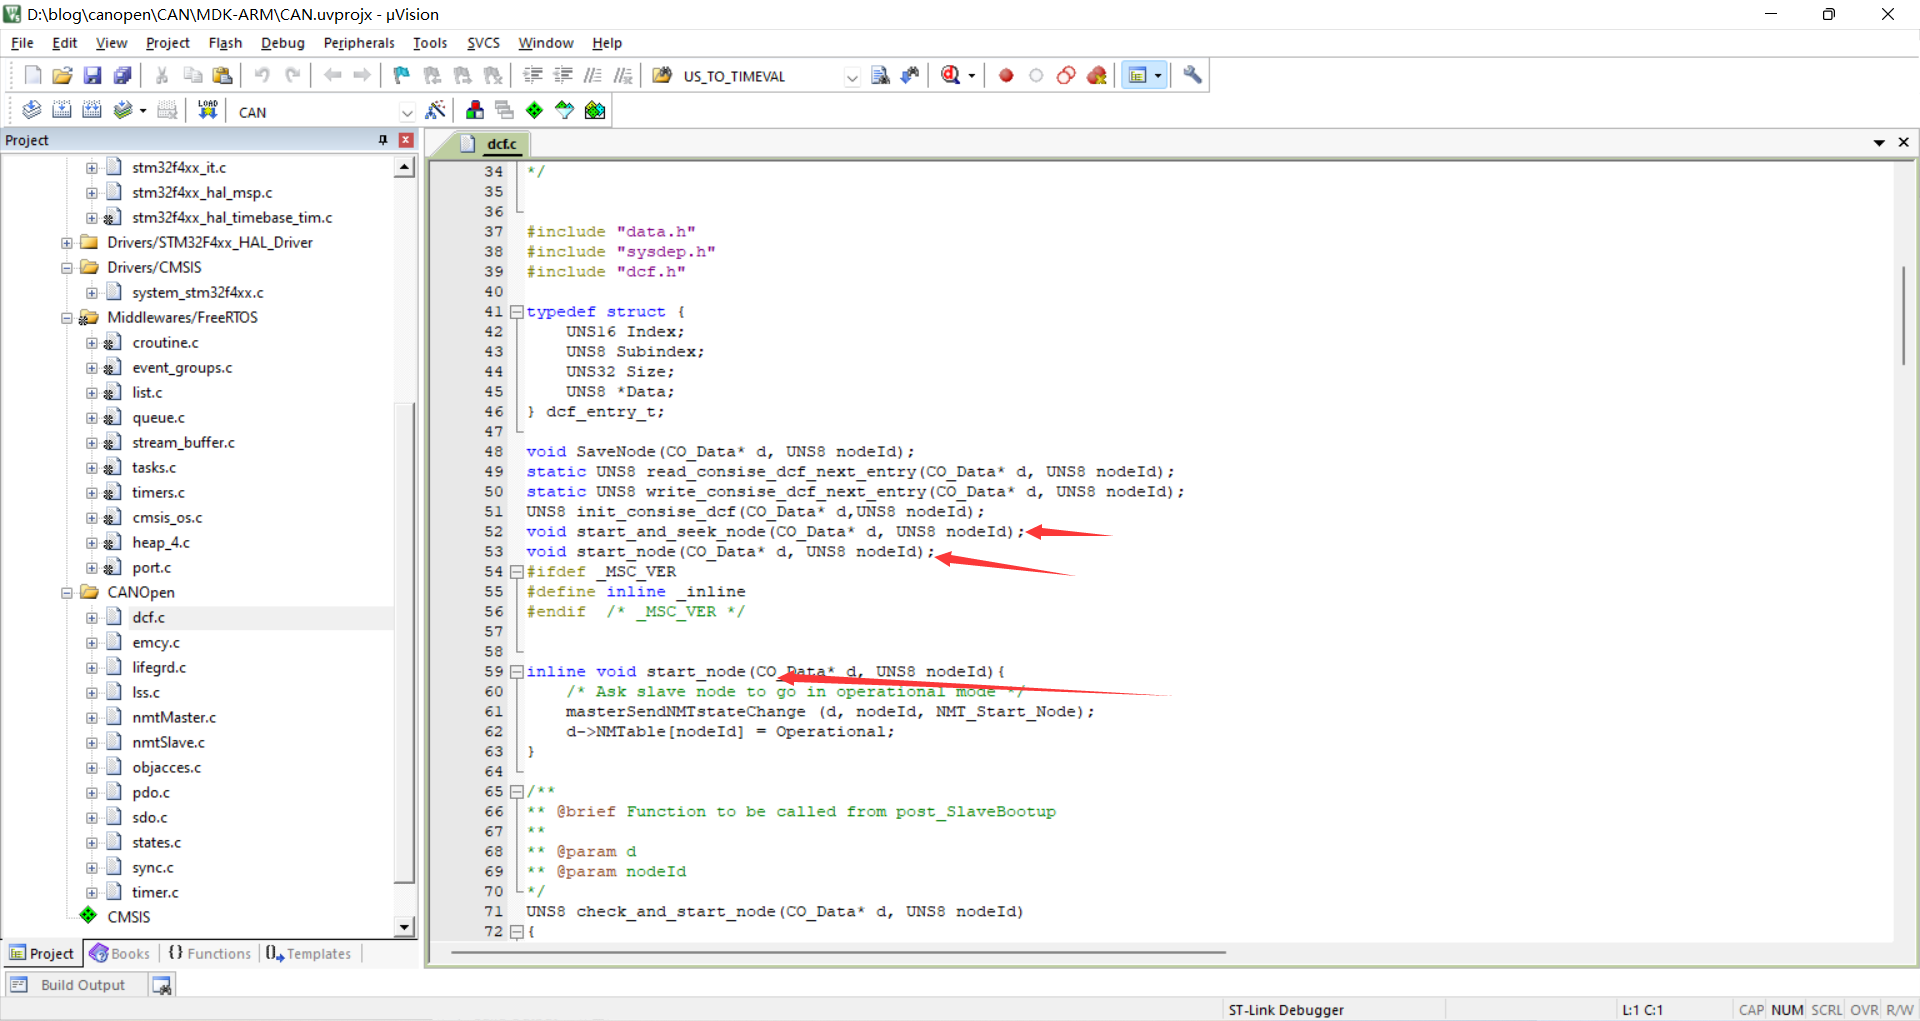 D:\blog\canopen\CAN\MDK-ARM\CAN.uvprojx - µVision
File Edit View Project Flash Debug Peripherals Tools SVCS Window Help
US_TO_TIMEVAL
LOAD CAN
Project
stm32f4xx_it.c
stm32f4xx_hal_msp.c
stm32f4xx_hal_timebase_tim.c
Drivers/STM32F4xx_HAL_Driver
Drivers/CMSIS
system_stm32f4xx.c
Middlewares/FreeRTOS
croutine.c
event_groups.c
list.c
queue.c
stream_buffer.c
tasks.c
timers.c
cmsis_os.c
heap_4.c
port.c
CANOpen
dcf.c
emcy.c
lifegrd.c
lss.c
nmtMaster.c
nmtSlave.c
objacces.c
pdo.c
sdo.c
states.c
sync.c
timer.c
CMSIS
Project Books {} Functions Templates
dcf.c
34 */
35
36
37 #include "data.h"
38 #include "sysdep.h"
39 #include "dcf.h"
40
41 typedef struct {
42 UNS16 Index;
43 UNS8 Subindex;
44 UNS32 Size;
45 UNS8 *Data;
46 } dcf_entry_t;
47
48 void SaveNode(CO_Data* d, UNS8 nodeId);
49 static UNS8 read_consise_dcf_next_entry(CO_Data* d, UNS8 nodeId);
50 static UNS8 write_consise_dcf_next_entry(CO_Data* d, UNS8 nodeId);
51 UNS8 init_consise_dcf(CO_Data* d,UNS8 nodeId);
52 void start_and_seek_node(CO_Data* d, UNS8 nodeId);
53 void start_node(CO_Data* d, UNS8 nodeId);
54 #ifdef _MSC_VER
55 #define inline _inline
56 #endif /* _MSC_VER */
57
58
59 inline void start_node(CO_Data* d, UNS8 nodeId){
60 /* Ask slave node to go in operational mode */
61 masterSendNMTstateChange (d, nodeId, NMT_Start_Node);
62 d->NMTable[nodeId] = Operational;
63 }
64
65 /**
66 ** @brief Function to be called from post_SlaveBootup
67 **
68 ** @param d
69 ** @param nodeId
70 */
71 UNS8 check_and_start_node(CO_Data* d, UNS8 nodeId)
72 {
Build Output
ST-Link Debugger L:1 C:1 CAP NUM SCRL OVR R/W